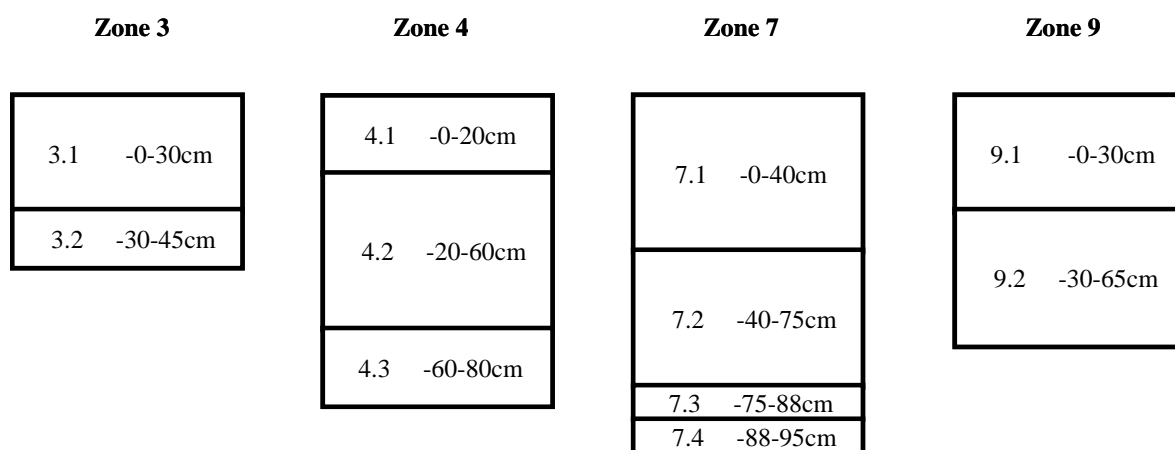 Zone 3
Zone 4
Zone 7
Zone 9
3.1 -0-30cm
3.2 -30-45cm
4.1 -0-20cm
4.2 -20-60cm
4.3 -60-80cm
7.1 -0-40cm
7.2 -40-75cm
7.3 -75-88cm
7.4 -88-95cm
9.1 -0-30cm
9.2 -30-65cm